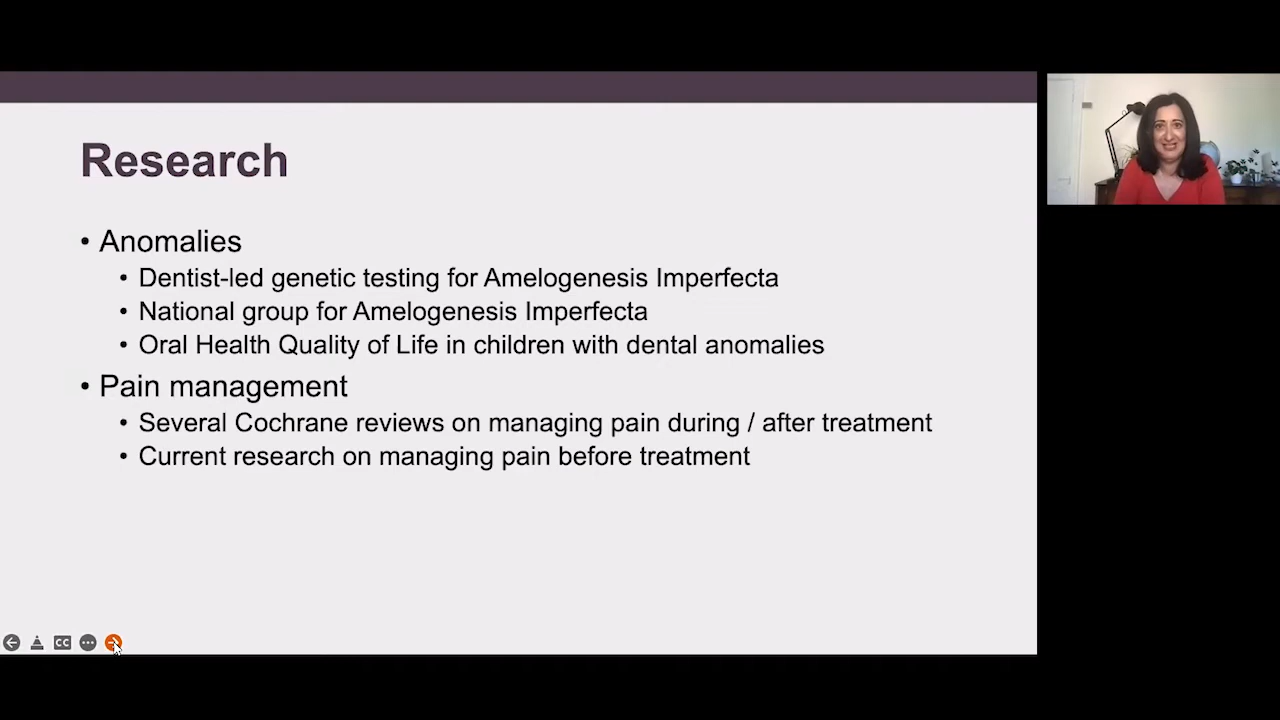 Research
• Anomalies
• Dentist-led genetic testing for Amelogenesis Imperfecta
• National group for Amelogenesis Imperfecta
• Oral Health Quality of Life in children with dental anomalies
• Pain management
• Several Cochrane reviews on managing pain during / after treatment
• Current research on managing pain before treatment
CC